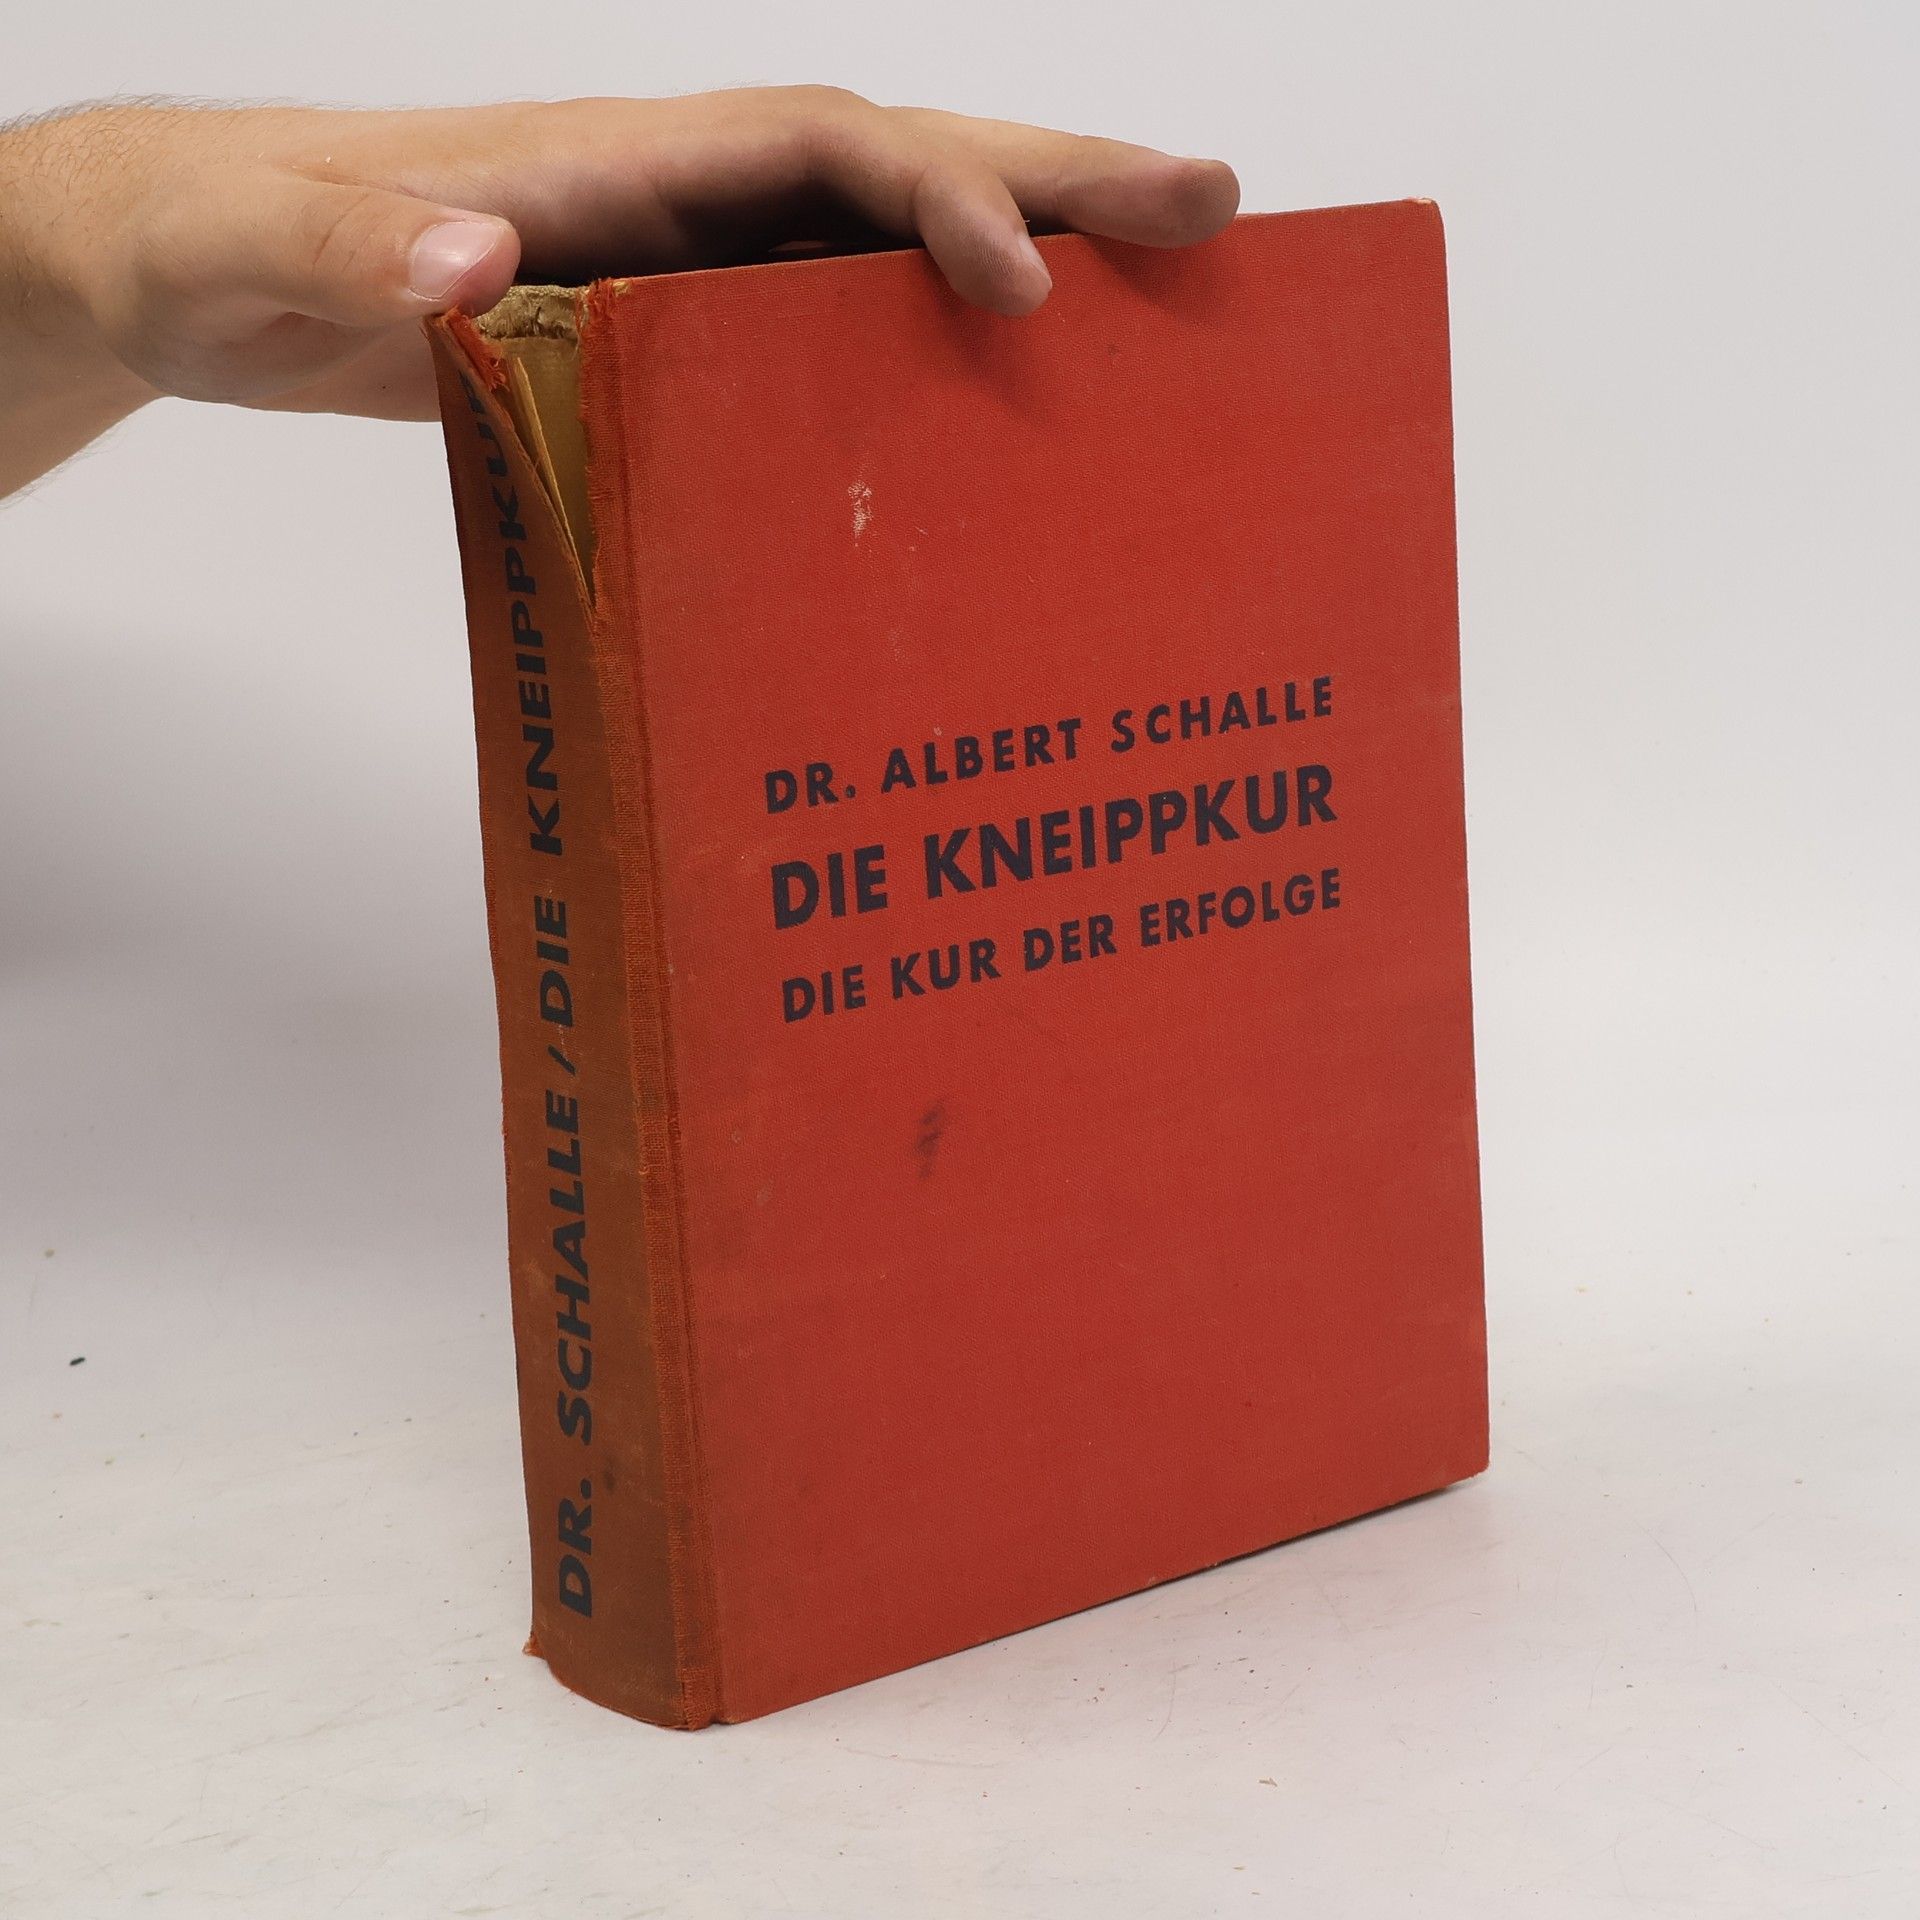 DR. ALBERT SCHALLE
DIE KNEIPPKUR
DIE KUR DER ERFOLGE
DR. SCHALLE / DIE KNEIPPKUR